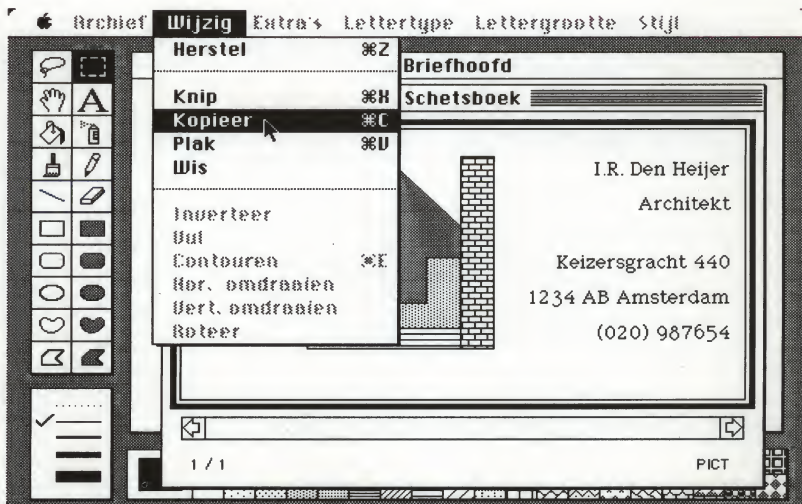 Archief Wijzig Extra's Lettertype Lettergrootte Stijl
Herstel ⌘Z
Knip ⌘X
Kopieer ⌘C
Plak ⌘V
Wis
Inverteer
Vul
Contouren ⌘E
Hor. omdraaien
Vert. omdraaien
Roteer
A
Briefhoofd
Schetsboek
I.R. Den Heijer
Architekt
Keizersgracht 440
1234 AB Amsterdam
(020) 987654
1 / 1 PICT